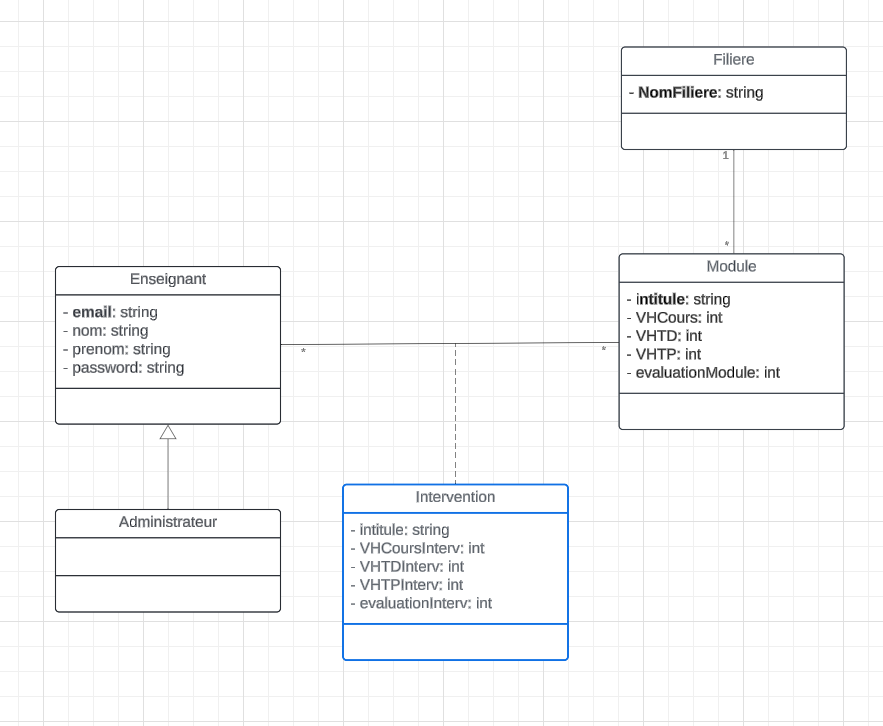 Filiere
- NomFiliere: string
1
*
Module
- intitule: string
- VHCours: int
- VHTD: int
- VHTP: int
- evaluationModule: int
Enseignant
- email: string
- nom: string
- prenom: string
- password: string
*
*
Administrateur
Intervention
- intitule: string
- VHCoursInterv: int
- VHTDInterv: int
- VHTPInterv: int
- evaluationInterv: int